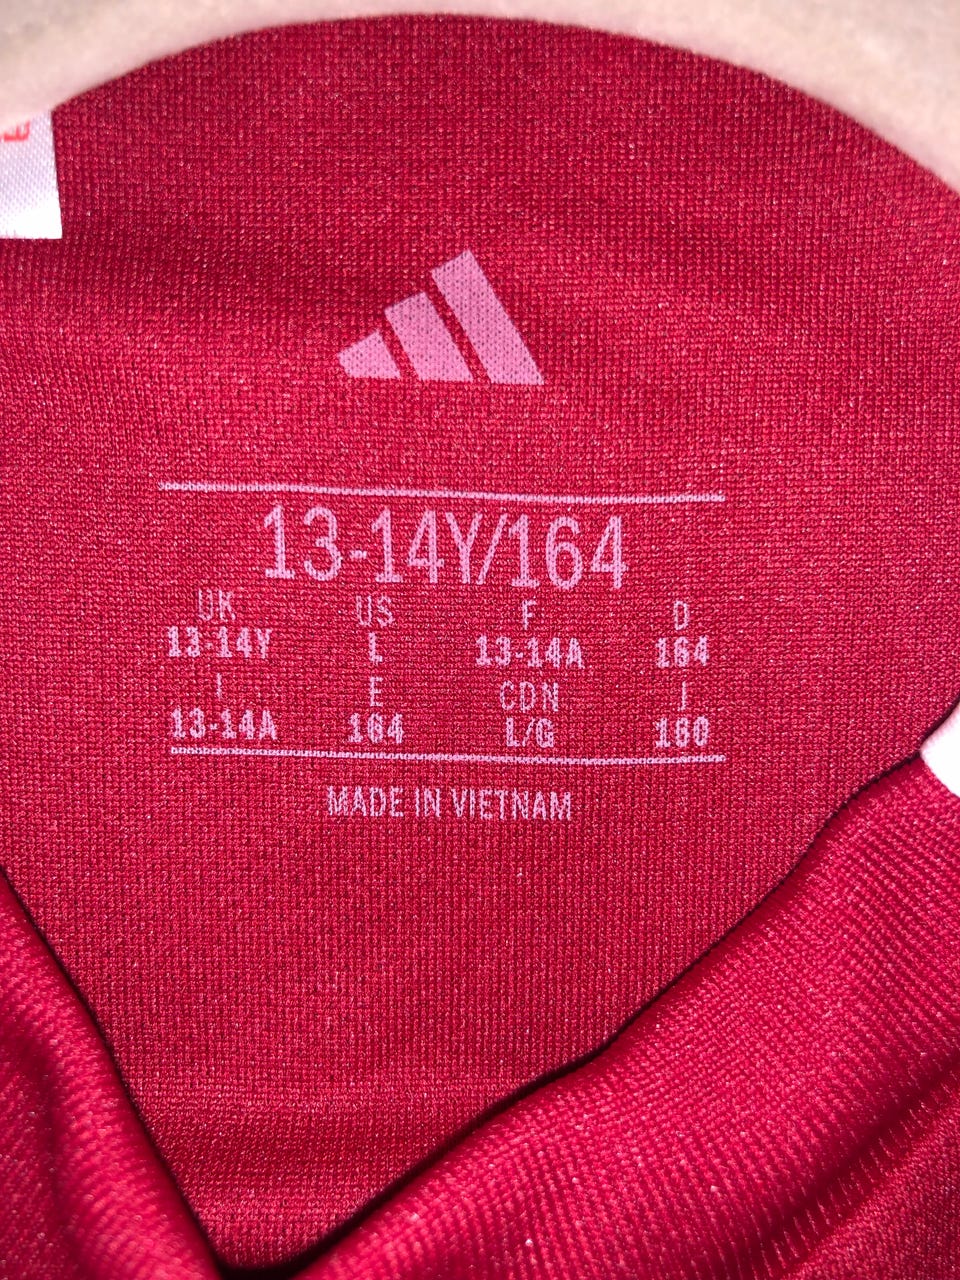 13-14Y/164
UK US F D
13-14Y L 13-14A 164
I E CDN J
13-14A 164 L/G 160
MADE IN VIETNAM